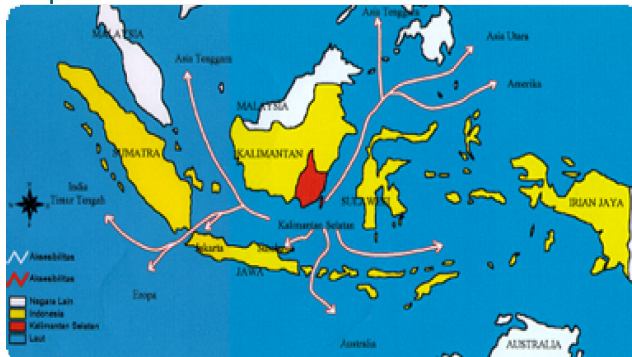 MALAYSIA
Asia Tenggara
Asia Utara
Asia Tenggara
Amerika
MALAYSIA
SUMATRA
KALIMANTAN
India
Timur Tengah
SULAWESI
IRIAN JAYA
Kalimantan Selatan
Jakarta
Surabaya
JAWA
Eropa
Australia
AUSTRALIA
Aksesibilitas
Aksesibilitas
Negara Lain
Indonesia
Kalimantan Selatan
Laut